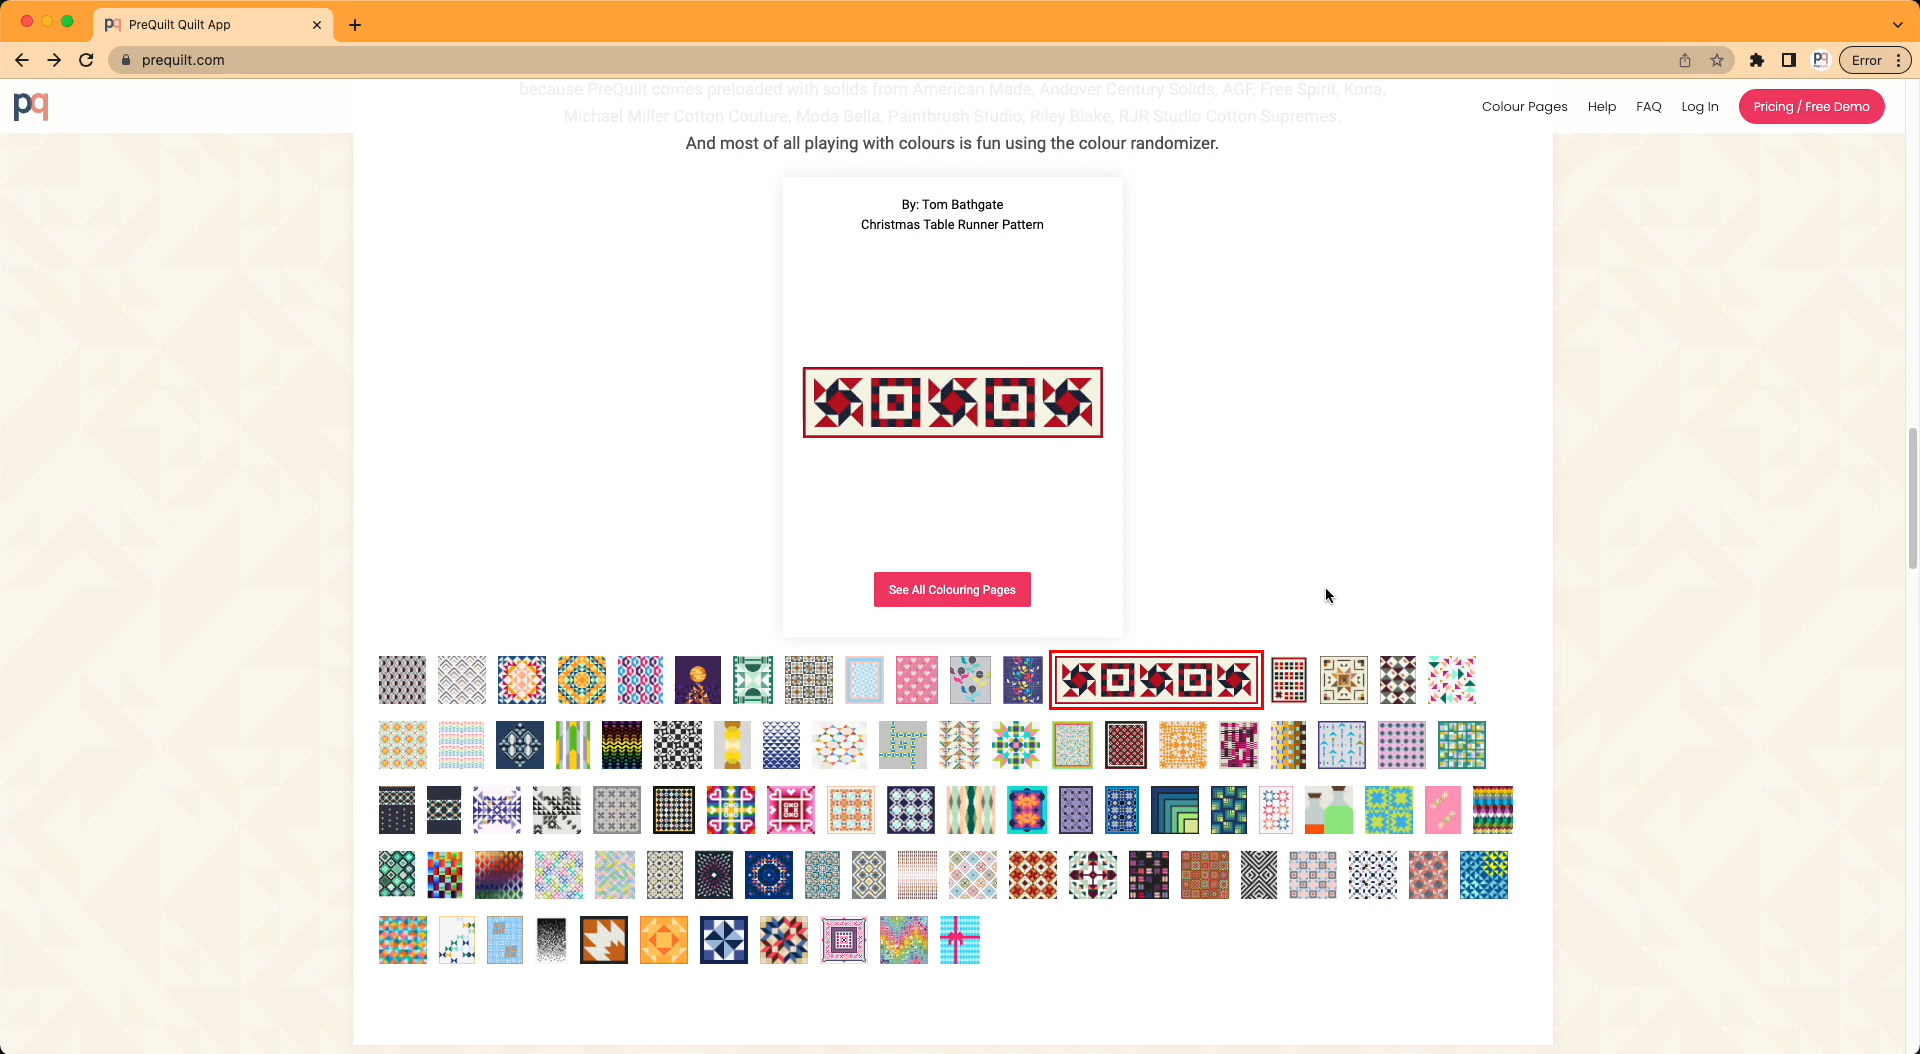 PreQuilt Quilt App
prequilt.com
Error
pq
Colour Pages
Help
FAQ
Log In
Pricing / Free Demo
because PreQuilt comes preloaded with solids from American Made, Andover Century Solids, AGF, Free Spirit, Kona,
Michael Miller Cotton Couture, Moda Bella, Paintbrush Studio, Riley Blake, RJR Studio Cotton Supremes.
And most of all playing with colours is fun using the colour randomizer.
By: Tom Bathgate
Christmas Table Runner Pattern
See All Colouring Pages